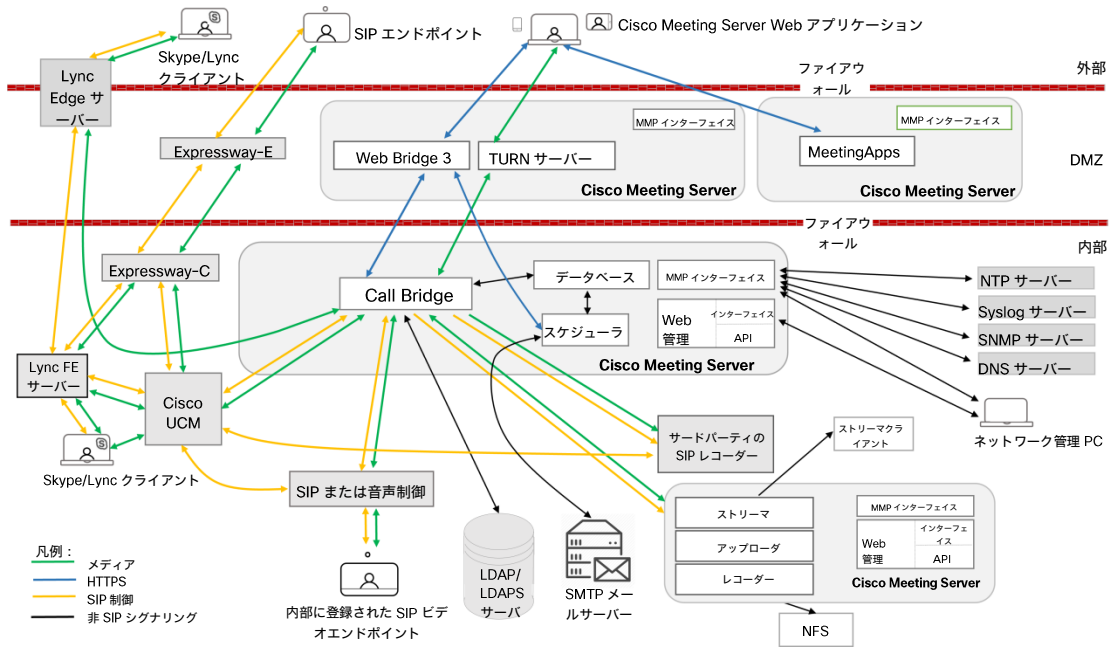 Skype/Lync
クライアント
SIP エンドポイント
Cisco Meeting Server Web アプリケーション
ファイアウ
ォール
外部
Lync
Edge サ
ーバー
Expressway-E
MMP インターフェイス
Web Bridge 3
TURN サーバー
Cisco Meeting Server
MMP インターフェイス
MeetingApps
Cisco Meeting Server
DMZ
ファイアウ
ォール
内部
Expressway-C
Call Bridge
データベース
スケジューラ
MMP インターフェイス
Web
管理
インターフェイス
API
Cisco Meeting Server
NTP サーバー
Syslog サーバー
SNMP サーバー
DNS サーバー
ネットワーク管理 PC
Lync FE
サーバー
Cisco
UCM
Skype/Lync クライアント
SIP または音声制御
サードパーティの
SIP レコーダー
ストリーマクラ
イアント
ストリーマ
アップローダ
レコーダー
MMP インターフェイス
Web
管理
インターフェ
イス
API
Cisco Meeting Server
NFS
凡例：
メディア
HTTPS
SIP 制御
非 SIP シグナリング
内部に登録された SIP ビデ
オエンドポイント
LDAP/
LDAPS
サーバ
SMTP メー
ルサーバー